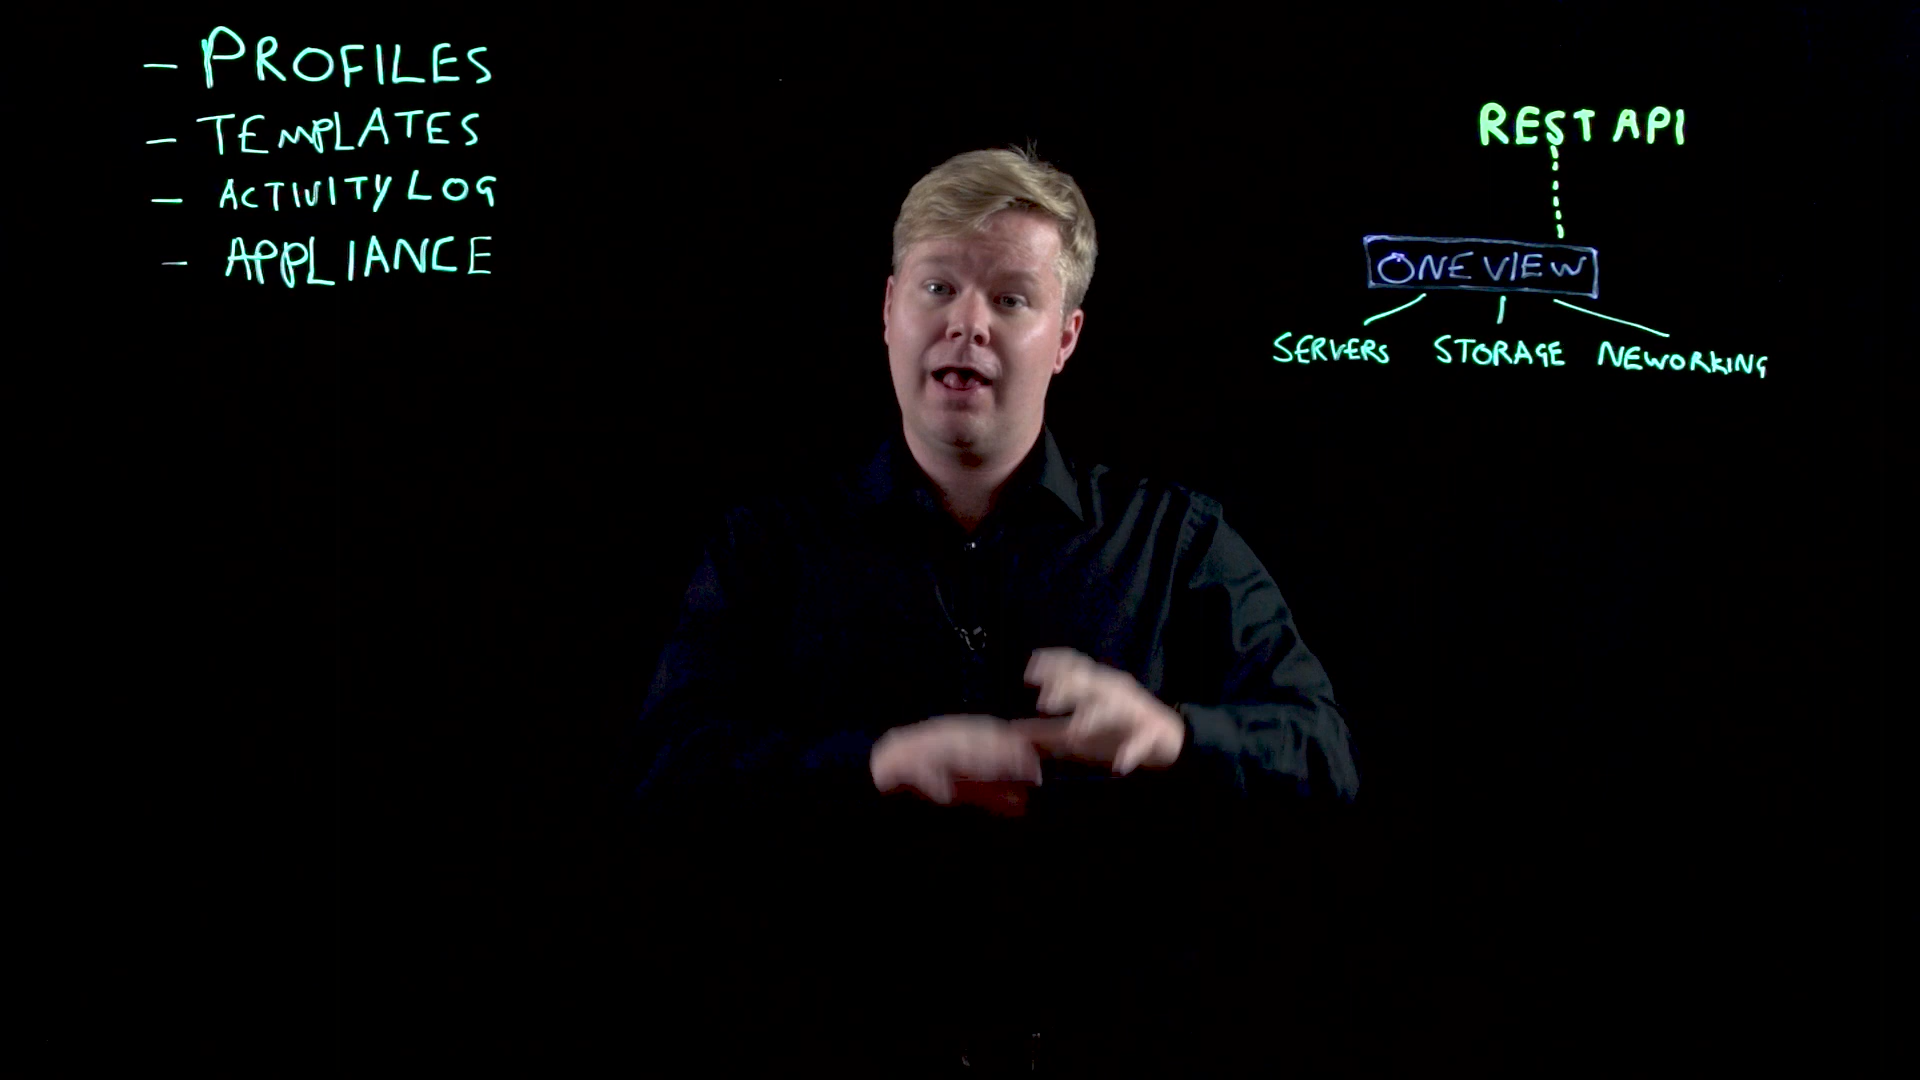 - PROFILES
- TEMPLATES
- ACTIVITY LOG
- APPLIANCE
REST API
ONEVIEW
SERVERS STORAGE NEWORKING